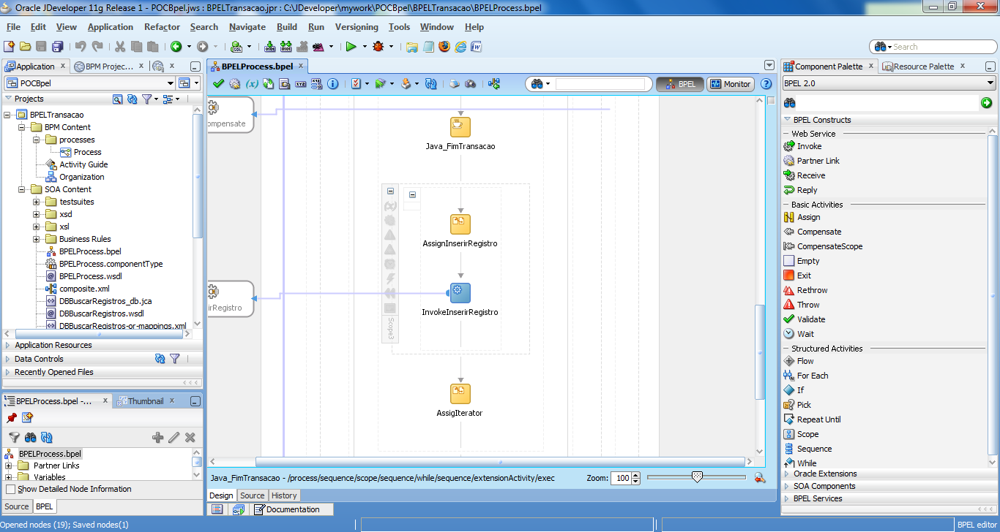 Oracle JDeveloper 11g Release 1 - POCBpel.jws : BPELTransacao.jpr : C:\JDeveloper\mywork\POCBpel\BPELTransacao\BPELProcess.bpel
File Edit View Application Refactor Search Navigate Build Run Versioning Tools Window Help
Search
Application
BPM Projec...
POCBpel
Projects
BPELTransacao
BPM Content
processes
Process
Activity Guide
Organization
SOA Content
testsuites
xsd
xsl
Business Rules
BPELProcess.bpel
BPELProcess.componentType
BPELProcess.wsdl
composite.xml
DBBuscarRegistros_db.jca
DBBuscarRegistros.wsdl
DBBuscarRegistros-or-mappings.xml
Application Resources
Data Controls
Recently Opened Files
BPELProcess.bpel -...
Thumbnail
BPELProcess.bpel
Partner Links
Variables
Show Detailed Node Information
Source BPEL
BPELProcess.bpel
BPEL
Monitor
ompensate
Java_FimTransacao
AssignInserirRegistro
irRegistro
InvokeInserirRegistro
Scope3
AssigIterator
Java_FimTransacao - /process/sequence/scope/sequence/while/sequence/extensionActivity/exec
Zoom: 100
Design Source History
Documentation
Component Palette
Resource Palette
BPEL 2.0
BPEL Constructs
Web Service
Invoke
Partner Link
Receive
Reply
Basic Activities
Assign
Compensate
CompensateScope
Empty
Exit
Rethrow
Throw
Validate
Wait
Structured Activities
Flow
For Each
If
Pick
Repeat Until
Scope
Sequence
While
Oracle Extensions
SOA Components
BPEL Services
Opened nodes (19); Saved nodes(1)
BPEL editor